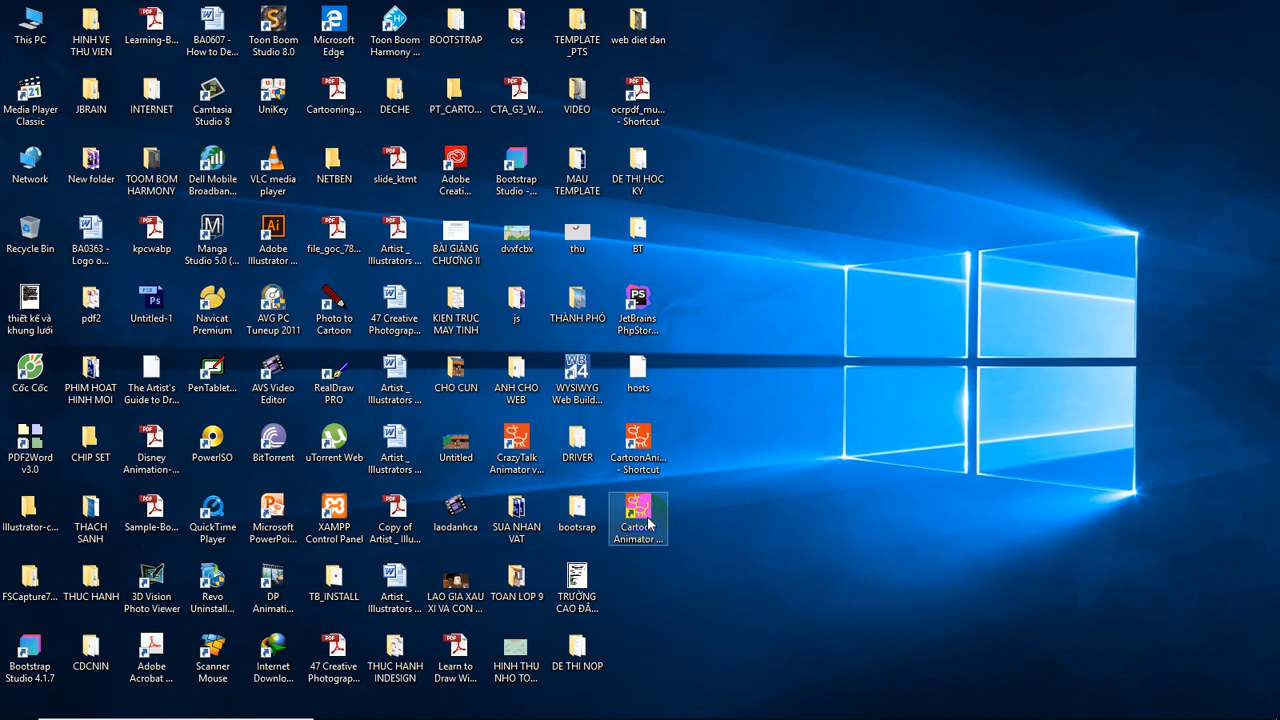 This PC
HINH VE
THU VIEN
Learning-B...
BA0607 -
How to De...
Toon Boom
Studio 8.0
Microsoft
Edge
Toon Boom
Harmony ...
BOOTSTRAP
css
TEMPLATE
_PTS
web diet dan
Media Player
Classic
JBRAIN
INTERNET
Camtasia
Studio 8
UniKey
Cartooning...
DECHE
PT_CARTO...
CTA_G3_W...
VIDEO
ocrpdf_mu...
- Shortcut
Network
New folder
TOOM BOM
HARMONY
Dell Mobile
Broadban...
VLC media
player
NETBEN
slide_ktmt
Adobe
Creati...
Bootstrap
Studio -...
MAU
TEMPLATE
DE THI HOC
KY
Recycle Bin
BA0363 -
Logo o...
kpcwabp
Manga
Studio 5.0 (...
Adobe
Illustrator ...
file_goc_78...
Artist _
Illustrators ...
BÀI GIẢNG
CHƯƠNG II
dvxfcbx
thu
BT
thiết kế và
khung lưới
pdf2
Untitled-1
Navicat
Premium
AVG PC
Tuneup 2011
Photo to
Cartoon
47 Creative
Photograp...
KIEN TRUC
MAY TINH
js
THÀNH PHỐ
JetBrains
PhpStor...
Cốc Cốc
PHIM HOAT
HINH MOI
The Artist's
Guide to Dr...
PenTablet...
AVS Video
Editor
RealDraw
PRO
Artist _
Illustrators ...
CHO CUN
ANH CHO
WEB
WYSIWYG
Web Build...
hosts
PDF2Word
v3.0
CHIP SET
Disney
Animation-...
PowerISO
BitTorrent
uTorrent Web
Artist _
Illustrators ...
Untitled
CrazyTalk
Animator v...
DRIVER
CartoonAni...
- Shortcut
Illustrator-c...
THACH
SANH
Sample-Bo...
QuickTime
Player
Microsoft
PowerPoi...
XAMPP
Control Panel
Copy of
Artist _ Illu...
laodanhca
SUA NHAN
VAT
bootsrap
Animator ...
FSCapture7...
THUC HANH
3D Vision
Photo Viewer
Revo
Uninstall...
DP
Animati...
TB_INSTALL
Artist _
Illustrators ...
LAO GIA XAU
XI VA CON ...
TOAN LOP 9
TRƯỜNG
CAO ĐẲ...
Bootstrap
Studio 4.1.7
CDCNIN
Adobe
Acrobat ...
Scanner
Mouse
Internet
Downlo...
47 Creative
Photograp...
THUC HANH
INDESIGN
Learn to
Draw Wi...
HINH THU
NHO TO...
DE THI NOP